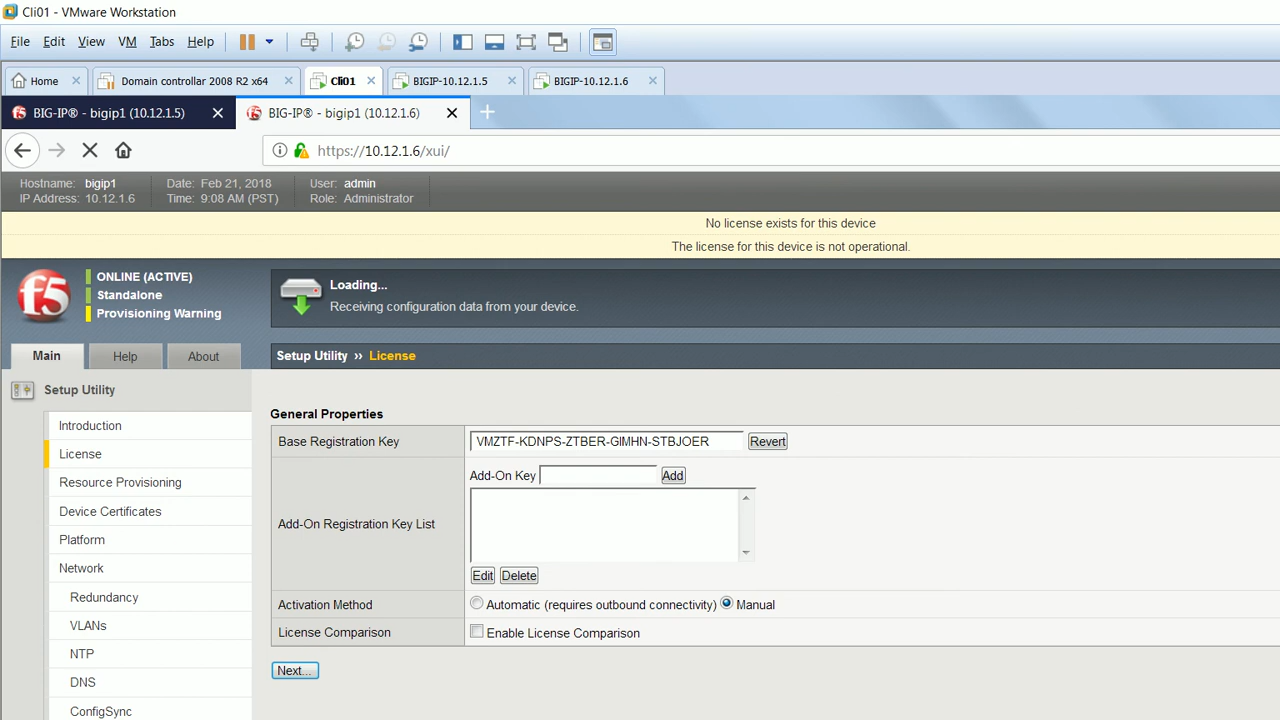 Cli01 - VMware Workstation
File Edit View VM Tabs Help
Home Domain controller 2008 R2 x64 Cli01 BIGIP-10.12.1.5 BIGIP-10.12.1.6
BIG-IP® - bigip1 (10.12.1.5) BIG-IP® - bigip1 (10.12.1.6)
https://10.12.1.6/xui/
Hostname: bigip1 Date: Feb 21, 2018 User: admin
IP Address: 10.12.1.6 Time: 9:08 AM (PST) Role: Administrator
No license exists for this device
The license for this device is not operational.
f5
ONLINE (ACTIVE)
Standalone
Provisioning Warning
Loading...
Receiving configuration data from your device.
Main Help About
Setup Utility ›› License
Setup Utility
Introduction
License
Resource Provisioning
Device Certificates
Platform
Network
Redundancy
VLANs
NTP
DNS
ConfigSync
General Properties
Base Registration Key VMZTF-KDNPS-ZTBER-GIMHN-STBJOER Revert
Add-On Key Add
Add-On Registration Key List
Edit Delete
Activation Method Automatic (requires outbound connectivity) Manual
License Comparison Enable License Comparison
Next...